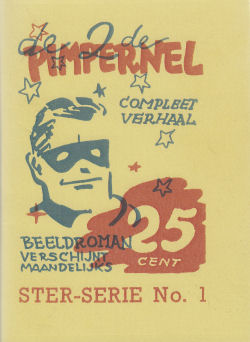 de 2de
PIMPERNEL
COMPLEET
VERHAAL
25
CENT
BEELDROMAN
VERSCHIJNT
MAANDELIJKS
STER-SERIE No. 1